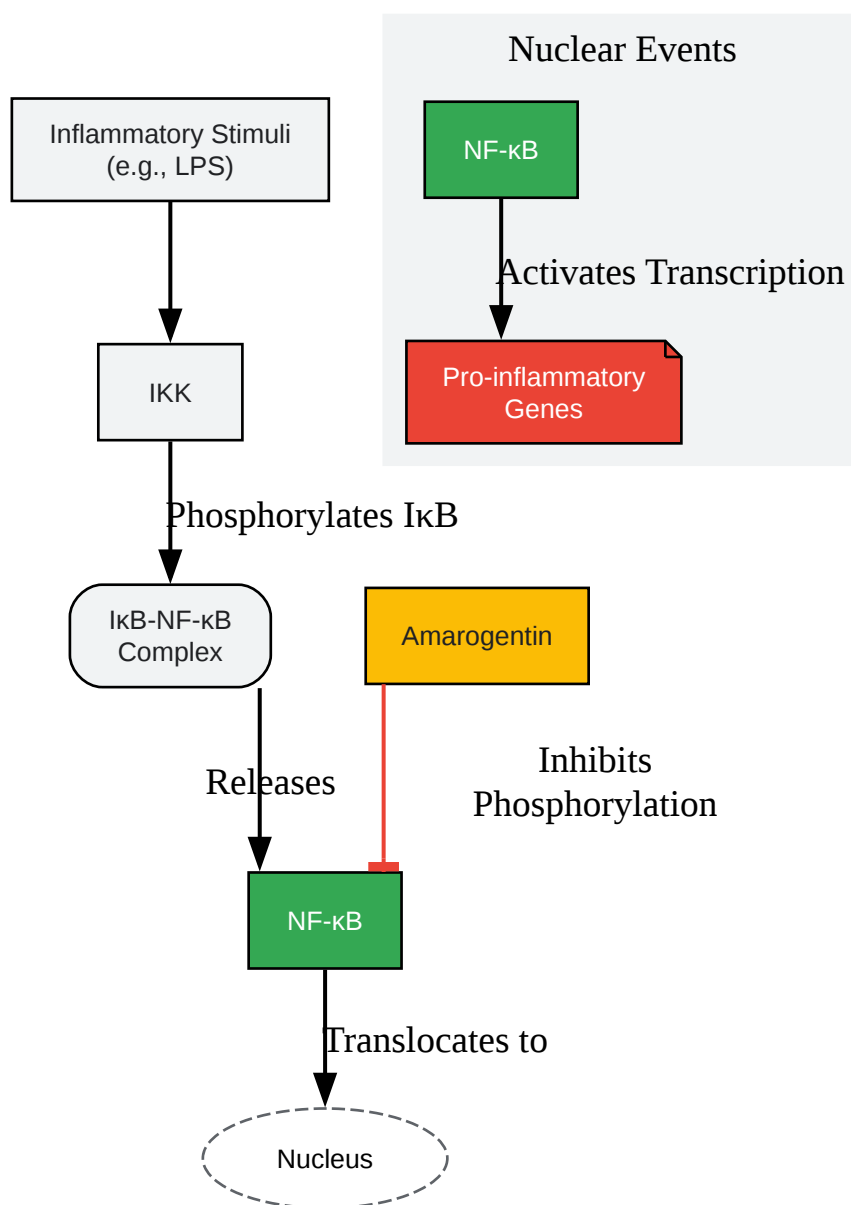 Nuclear Events
Inflammatory Stimuli
(e.g., LPS)
NF-κB
Activates Transcription
IKK
Pro-inflammatory
Genes
Phosphorylates IκB
IκB-NF-κB
Complex
Amarogentin
Releases
Inhibits
Phosphorylation
NF-κB
Translocates to
Nucleus